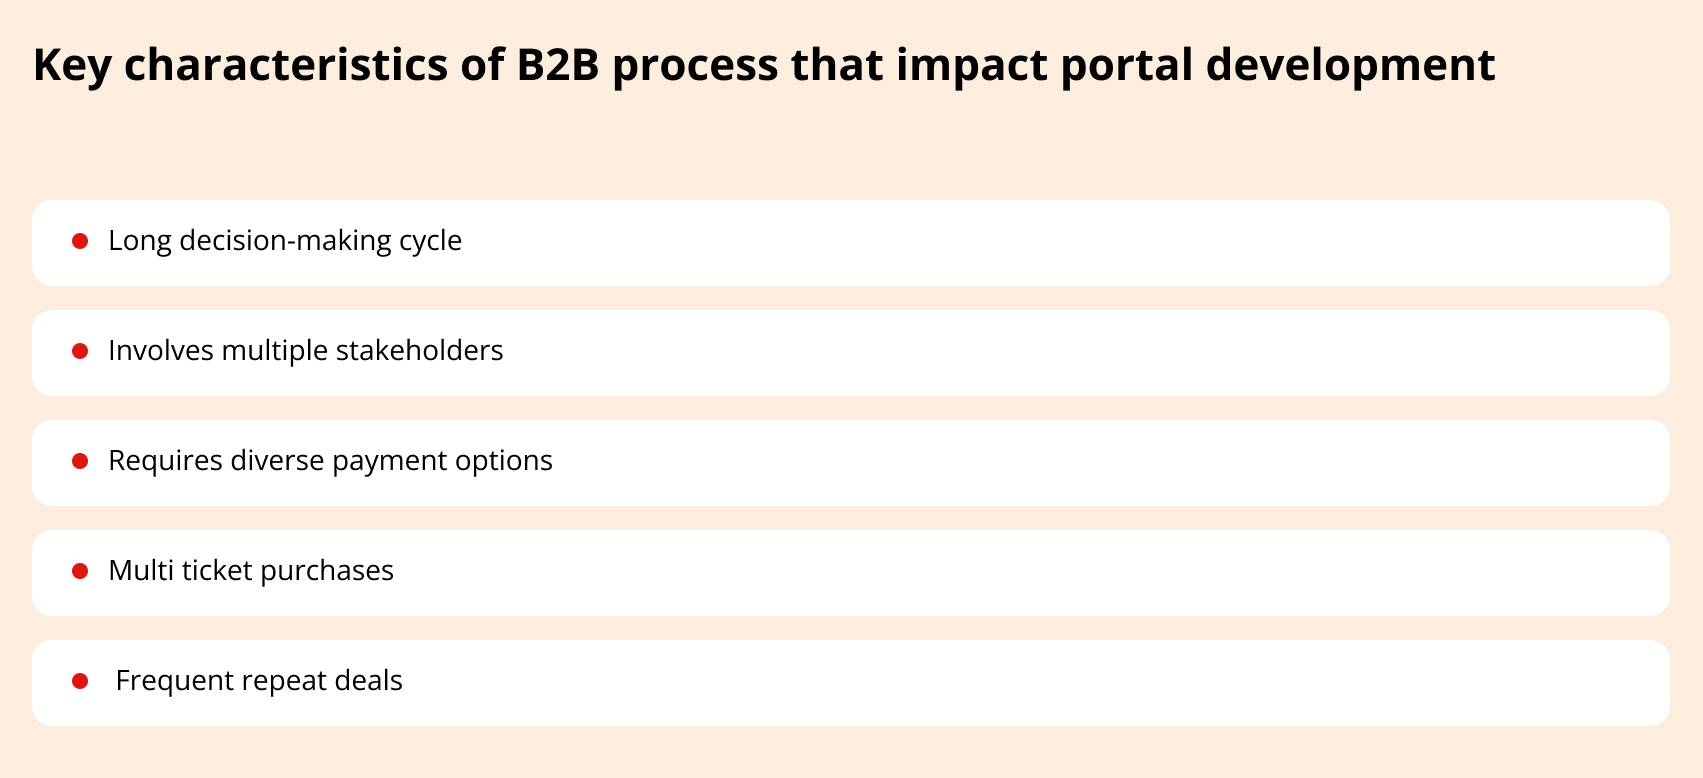 Key characteristics of B2B process that impact portal development
Long decision-making cycle
Involves multiple stakeholders
Requires diverse payment options
Multi ticket purchases
Frequent repeat deals